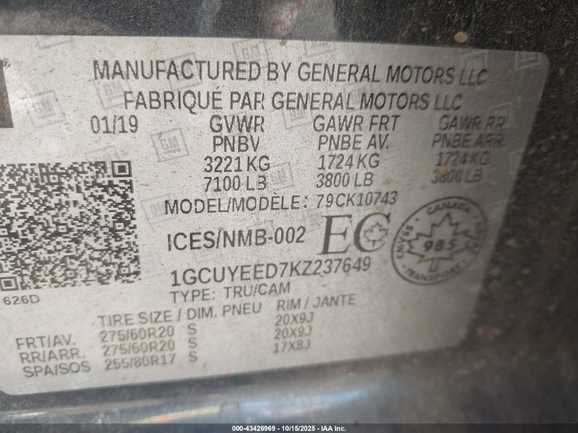 MANUFACTURED BY GENERAL MOTORS LLC
FABRIQUÉ PAR GENERAL MOTORS LLC
01/19 GVWR GAWR FRT GAWR RR
PNBV PNBE AV. PNBE ARR
3221 KG 1724 KG 1724 KG
7100 LB 3800 LB 3800 LB
MODEL/MODÈLE: 79CK10743
ICES/NMB-002 EC
CANADA
985
1GCUYEED7KZ237649
TYPE: TRU/CAM
626D
TIRE SIZE / DIM. PNEU RIM / JANTE
FRT/AV. 275/60R20 S 20X9J
RR/ARR. 275/60R20 S 20X9J
SPA/SOS 255/80R17 S 17X8J
000-43426969 | 10/15/2025 | IAA Inc.